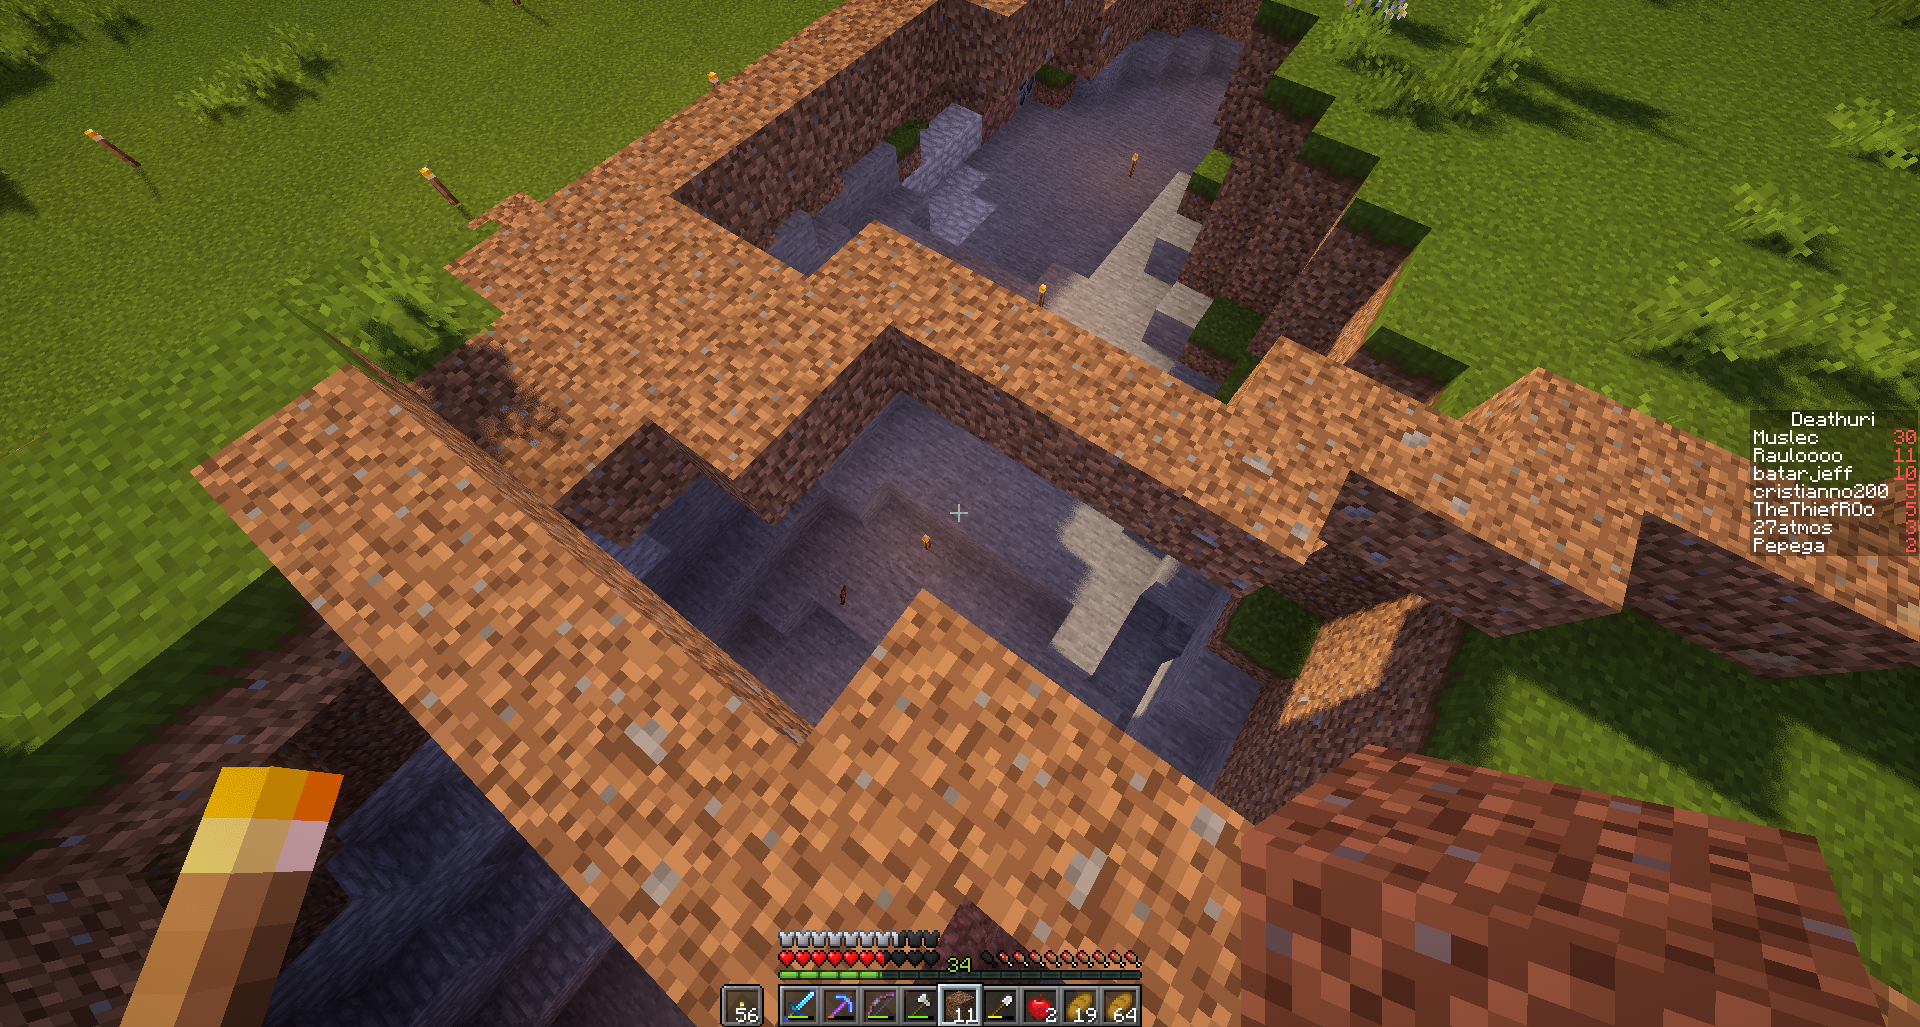 Deathuri
Muslec 30
Rauloooo 11
batarjeff 10
cristianno200 5
TheThiefR0o 5
27atmos 3
Pepega 2
34
56 11 2 19 64